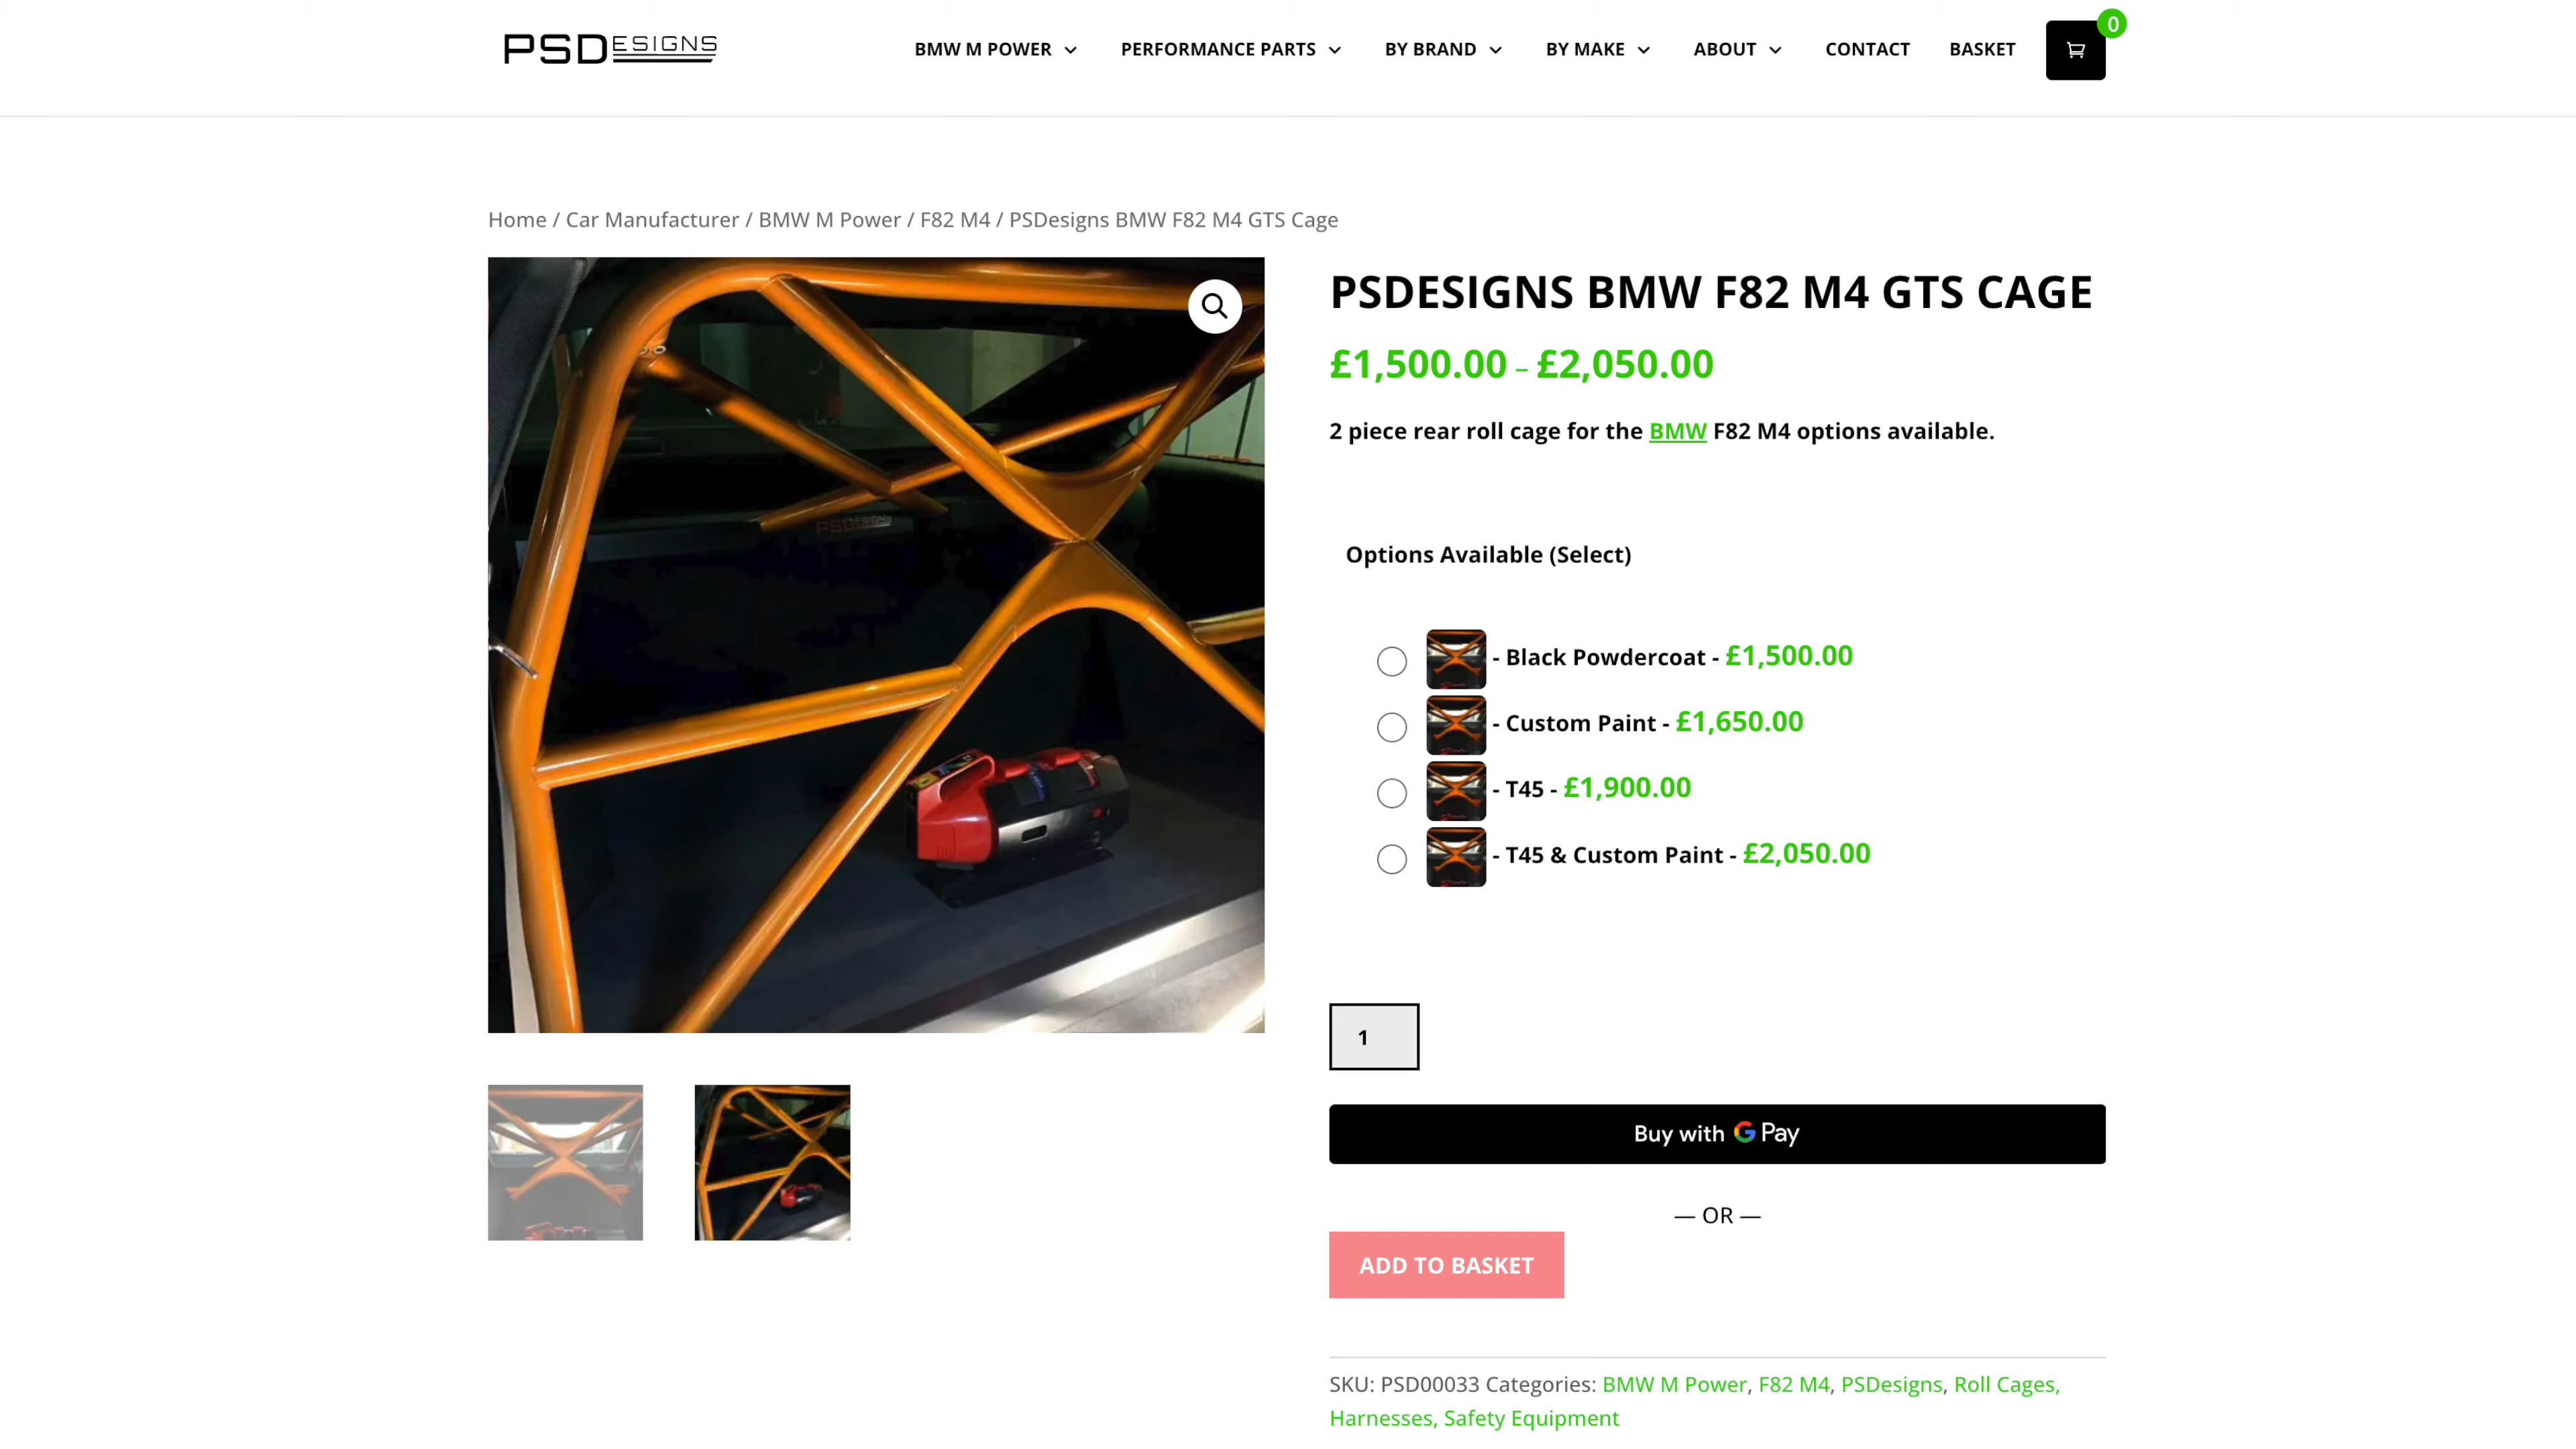 PSDESIGNS
BMW M POWER
PERFORMANCE PARTS
BY BRAND
BY MAKE
ABOUT
CONTACT
BASKET
0
Home / Car Manufacturer / BMW M Power / F82 M4 / PSDesigns BMW F82 M4 GTS Cage
PSDESIGNS
PSDESIGNS BMW F82 M4 GTS CAGE
£1,500.00 – £2,050.00
2 piece rear roll cage for the BMW F82 M4 options available.
Options Available (Select)
- Black Powdercoat - £1,500.00
- Custom Paint - £1,650.00
- T45 - £1,900.00
- T45 & Custom Paint - £2,050.00
1
Buy with G Pay
— OR —
ADD TO BASKET
SKU: PSD00033 Categories: BMW M Power, F82 M4, PSDesigns, Roll Cages,
Harnesses, Safety Equipment